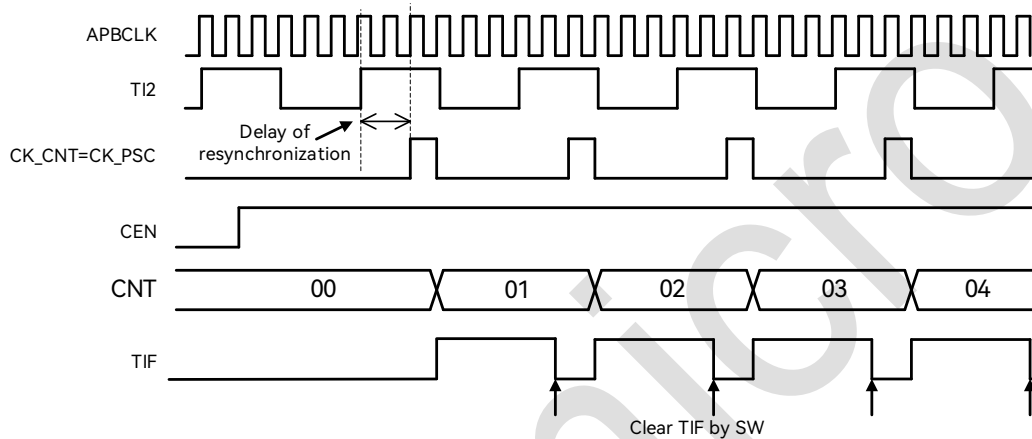 APBCLK
TI2
Delay of
resynchronization
CK_CNT=CK_PSC
CEN
CNT
00
01
02
03
04
TIF
Clear TIF by SW
micro